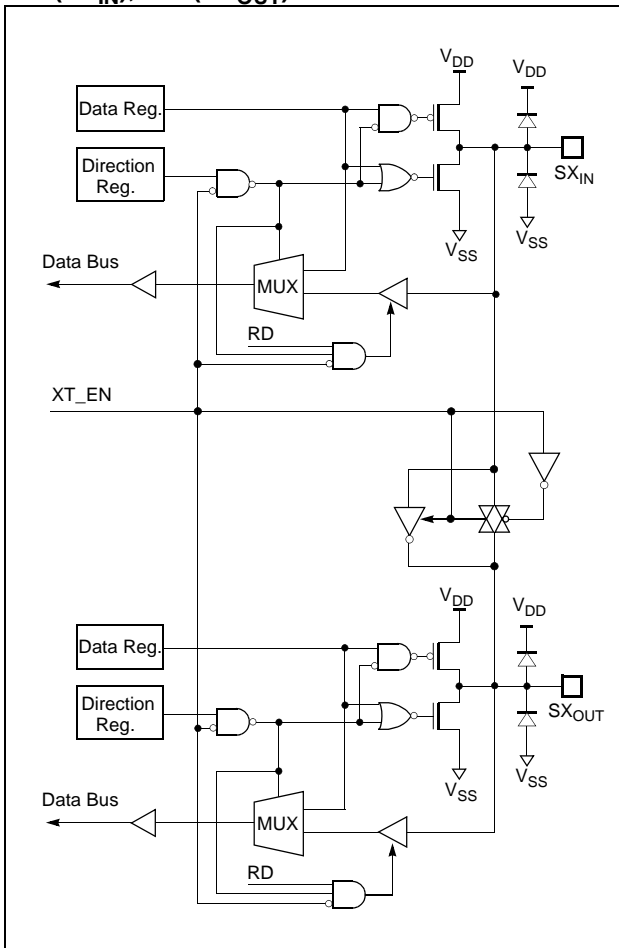 V_DD
V_DD
Data Reg.
Direction
Reg.
SX_IN
V_SS
V_SS
Data Bus
MUX
RD
XT_EN
V_DD
V_DD
Data Reg.
Direction
Reg.
SX_OUT
V_SS
V_SS
Data Bus
MUX
RD